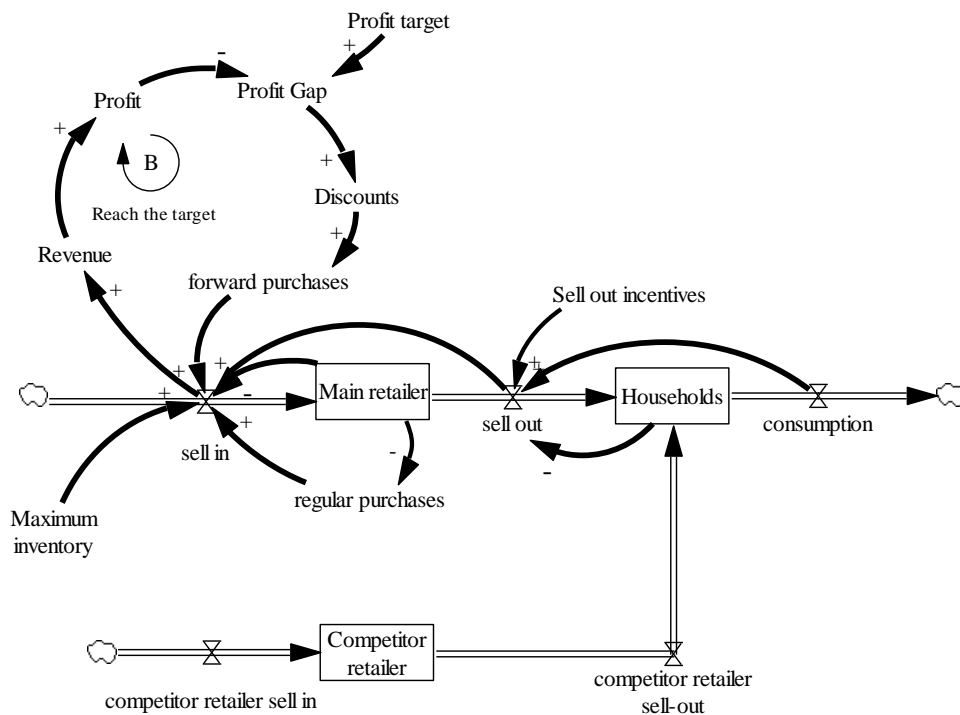 Profit target
+
-
Profit Gap
Profit
+
B
+
Reach the target
Discounts
+
Revenue
+
forward purchases
Sell out incentives
+
+
+
+
-
Main retailer
Households
+
sell in
sell out
consumption
-
-
regular purchases
Maximum
inventory
Competitor
retailer
competitor retailer sell in
competitor retailer
sell-out